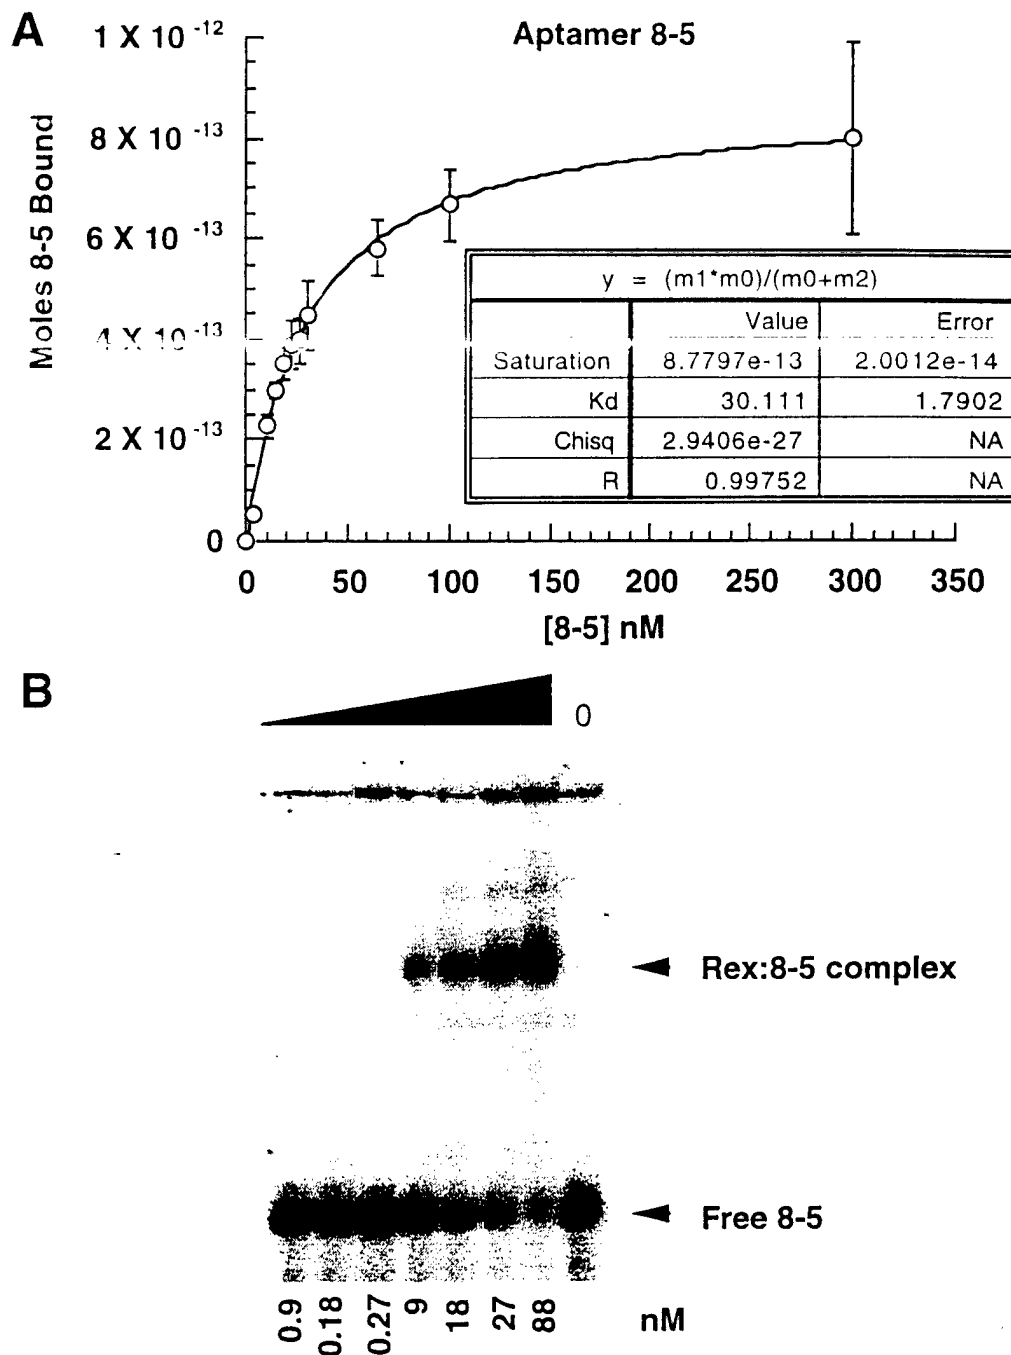 A
Aptamer 8-5
Moles 8-5 Bound
1 X 10 -12
8 X 10 -13
6 X 10 -13
4 X 10 -13
2 X 10 -13
0
0 50 100 150 200 250 300 350
[8-5] nM
y = (m1*m0)/(m0+m2)
Value Error
Saturation 8.7797e-13 2.0012e-14
Kd 30.111 1.7902
Chisq 2.9406e-27 NA
R 0.99752 NA
B
0
Rex:8-5 complex
Free 8-5
0.9 0.18 0.27 9 18 27 88 nM